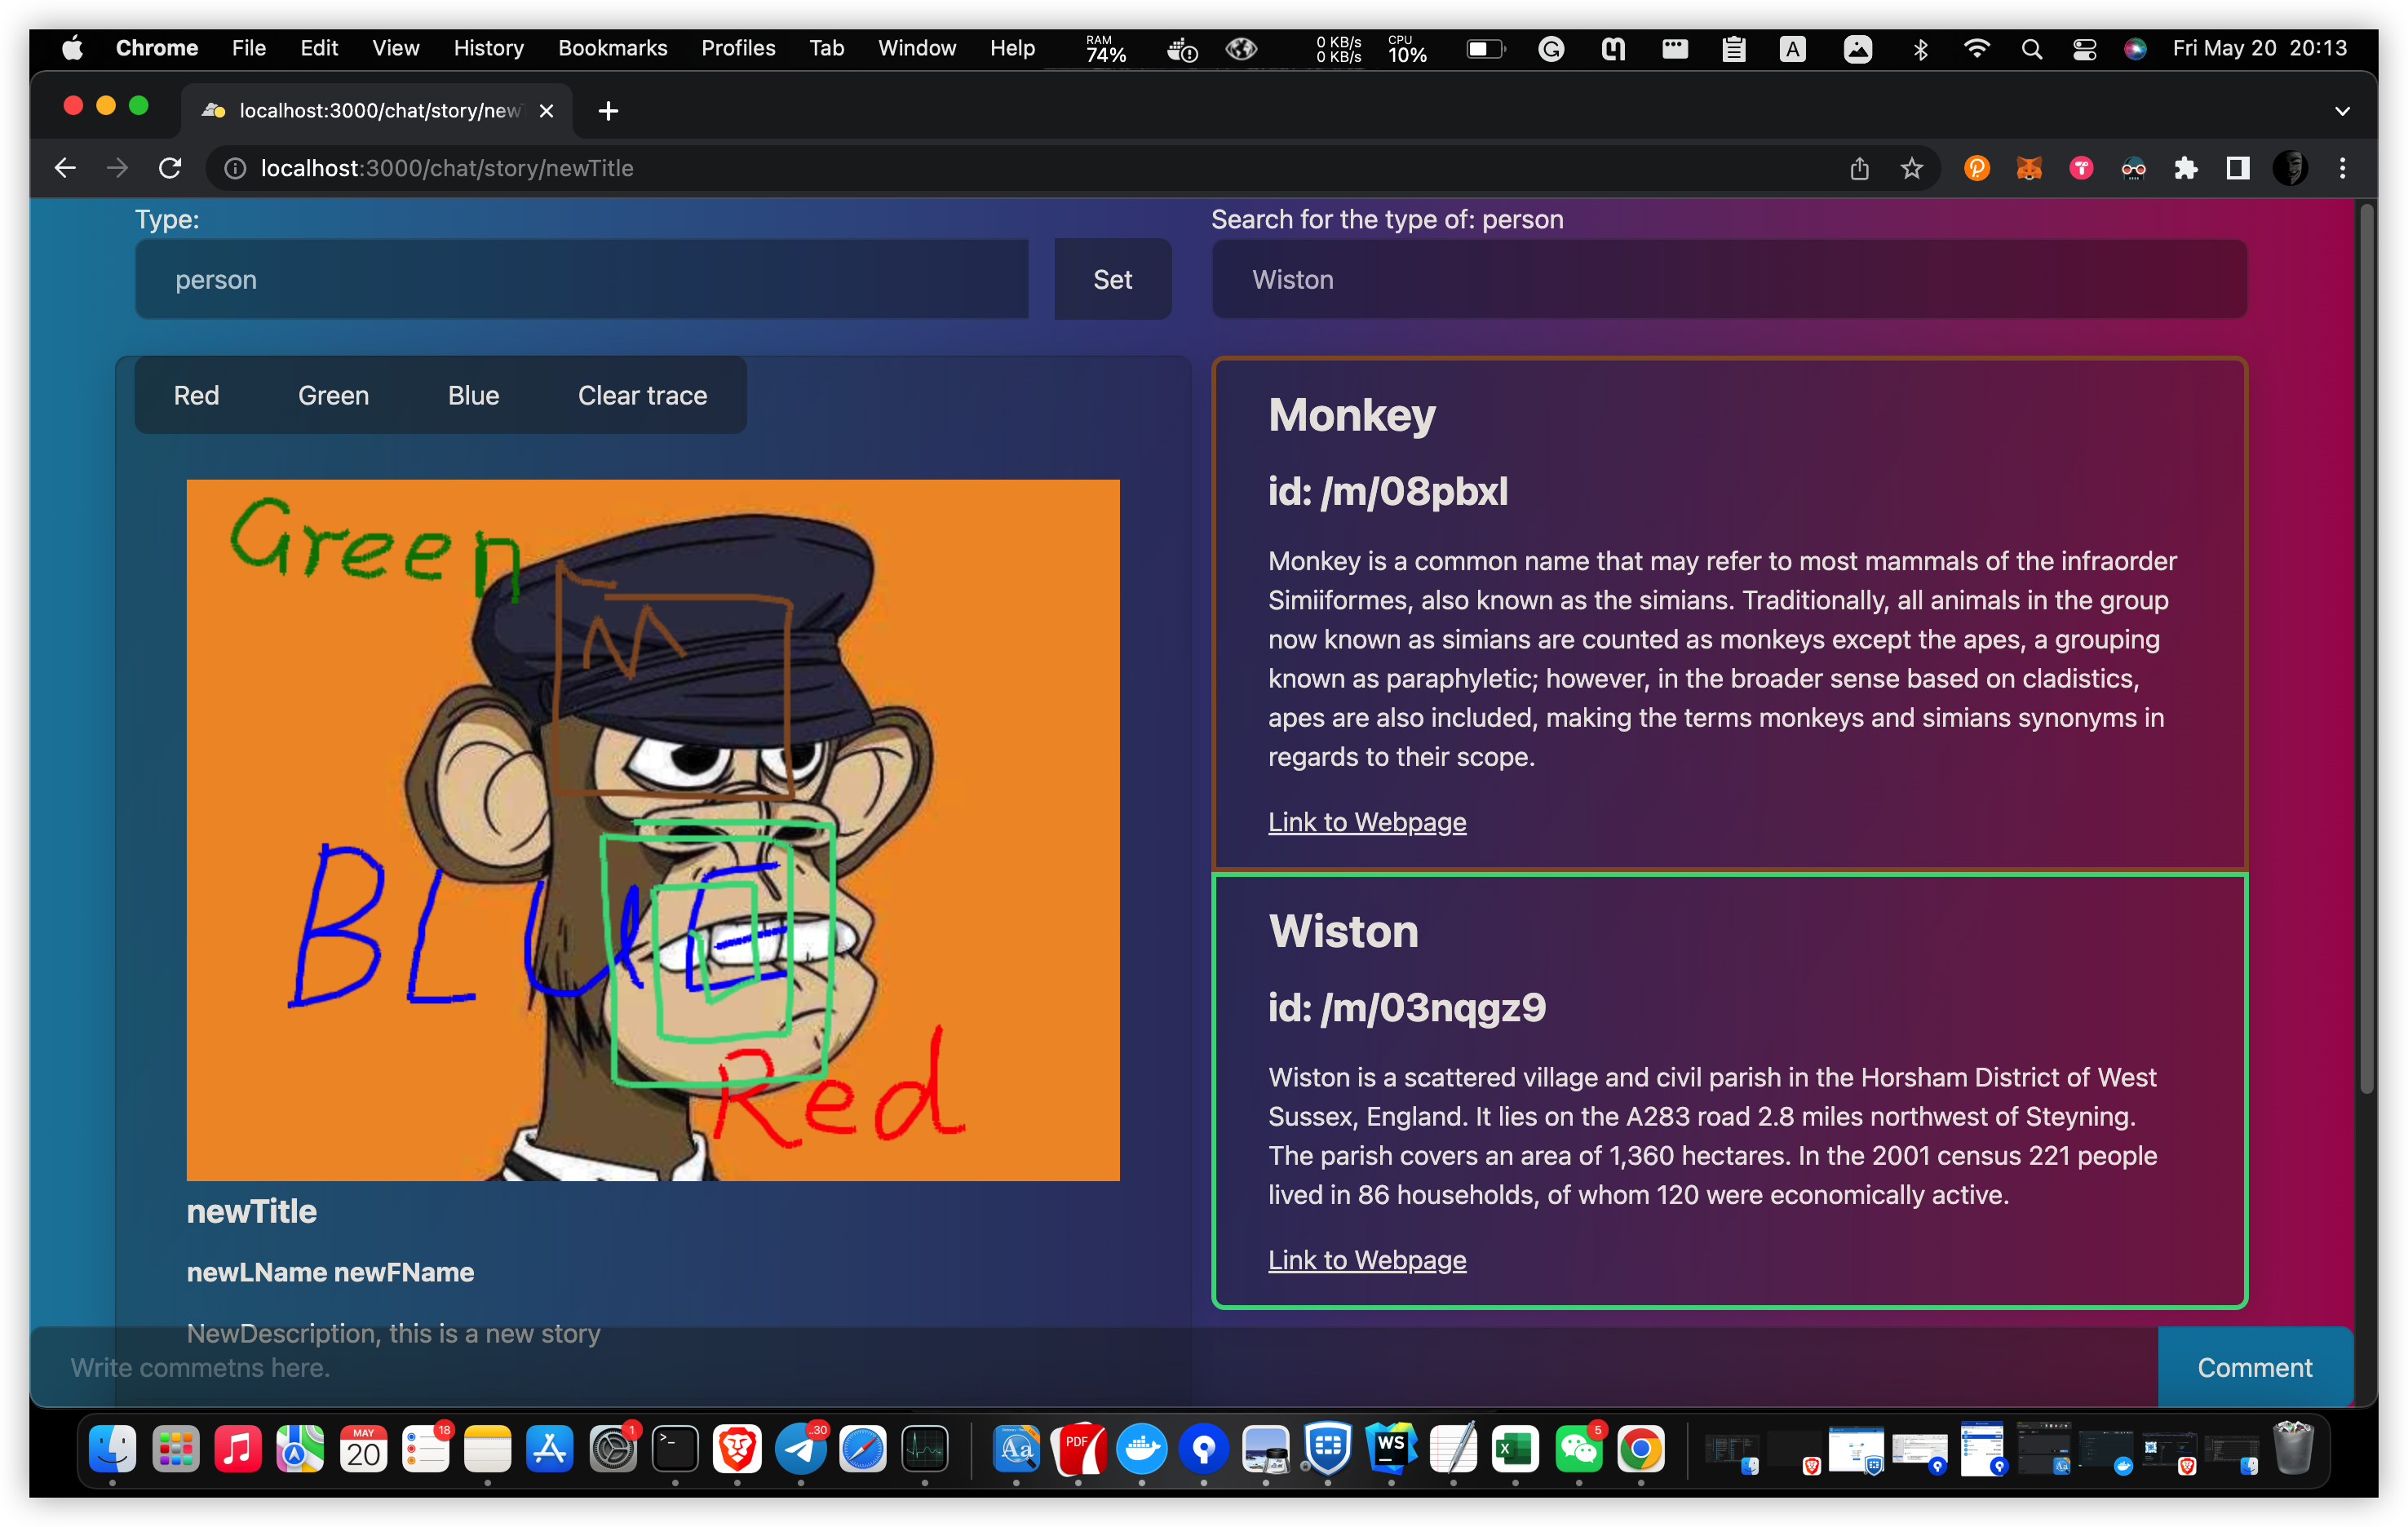 Chrome File Edit View History Bookmarks Profiles Tab Window Help RAM 74% 0 KB/s 0 KB/s CPU 10% A Fri May 20 20:13
localhost:3000/chat/story/new
localhost:3000/chat/story/newTitle
Type:
person
Set
Search for the type of: person
Wiston
Red Green Blue Clear trace
Green
M
BLUE
Red
newTitle
newLName newFName
NewDescription, this is a new story
Monkey
id: /m/08pbxl
Monkey is a common name that may refer to most mammals of the infraorder
Simiiformes, also known as the simians. Traditionally, all animals in the group
now known as simians are counted as monkeys except the apes, a grouping
known as paraphyletic; however, in the broader sense based on cladistics,
apes are also included, making the terms monkeys and simians synonyms in
regards to their scope.
Link to Webpage
Wiston
id: /m/03nqgz9
Wiston is a scattered village and civil parish in the Horsham District of West
Sussex, England. It lies on the A283 road 2.8 miles northwest of Steyning.
The parish covers an area of 1,360 hectares. In the 2001 census 221 people
lived in 86 households, of whom 120 were economically active.
Link to Webpage
Write commetns here.
Comment
MAY 20 18 1 >_ ..30 Aa PDF WS X 5